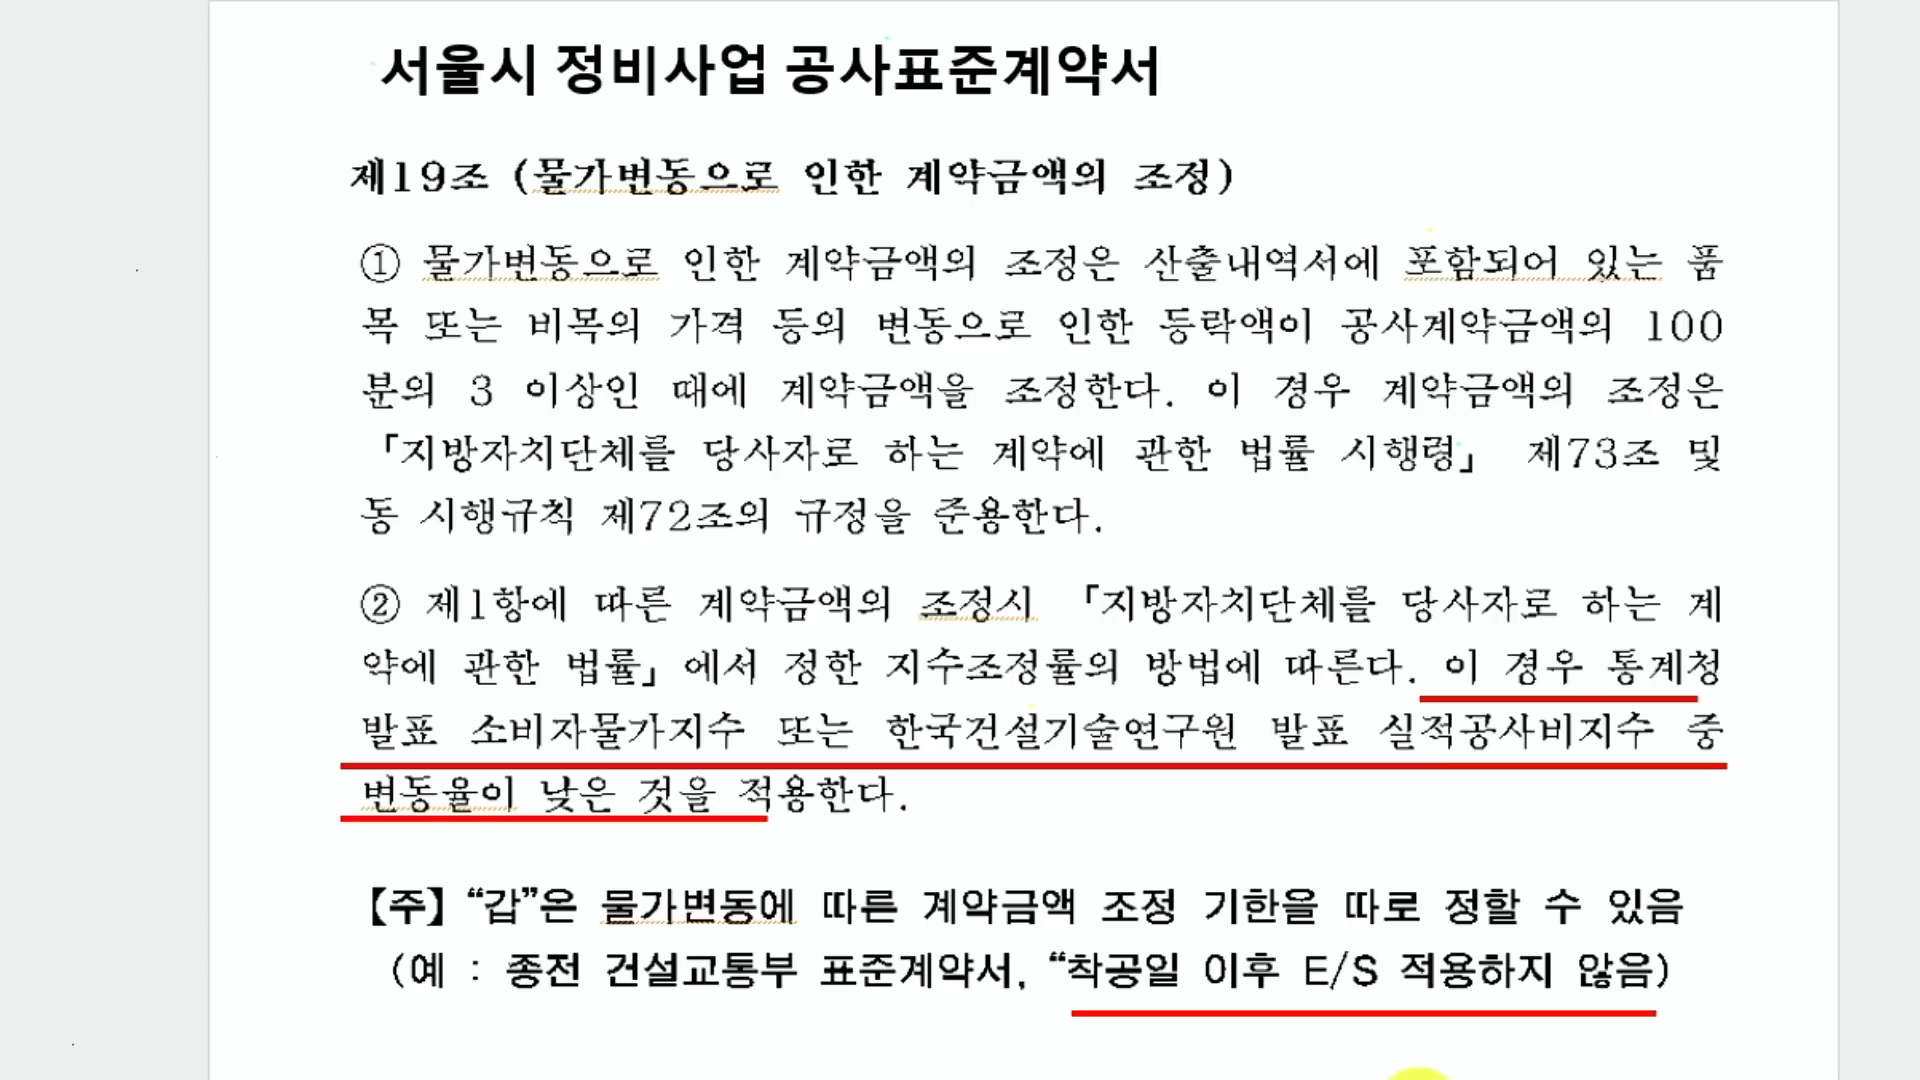 서울시 정비사업 공사표준계약서
제19조 (물가변동으로 인한 계약금액의 조정)
① 물가변동으로 인한 계약금액의 조정은 산출내역서에 포함되어 있는 품
목 또는 비목의 가격 등의 변동으로 인한 등락액이 공사계약금액의 100
분의 3 이상인 때에 계약금액을 조정한다. 이 경우 계약금액의 조정은
「지방자치단체를 당사자로 하는 계약에 관한 법률 시행령」 제73조 및
동 시행규칙 제72조의 규정을 준용한다.
② 제1항에 따른 계약금액의 조정시 「지방자치단체를 당사자로 하는 계
약에 관한 법률」에서 정한 지수조정률의 방법에 따른다. 이 경우 통계청
발표 소비자물가지수 또는 한국건설기술연구원 발표 실적공사비지수 중
변동율이 낮은 것을 적용한다.
【주】 “갑”은 물가변동에 따른 계약금액 조정 기한을 따로 정할 수 있음
(예 : 종전 건설교통부 표준계약서, “착공일 이후 E/S 적용하지 않음)